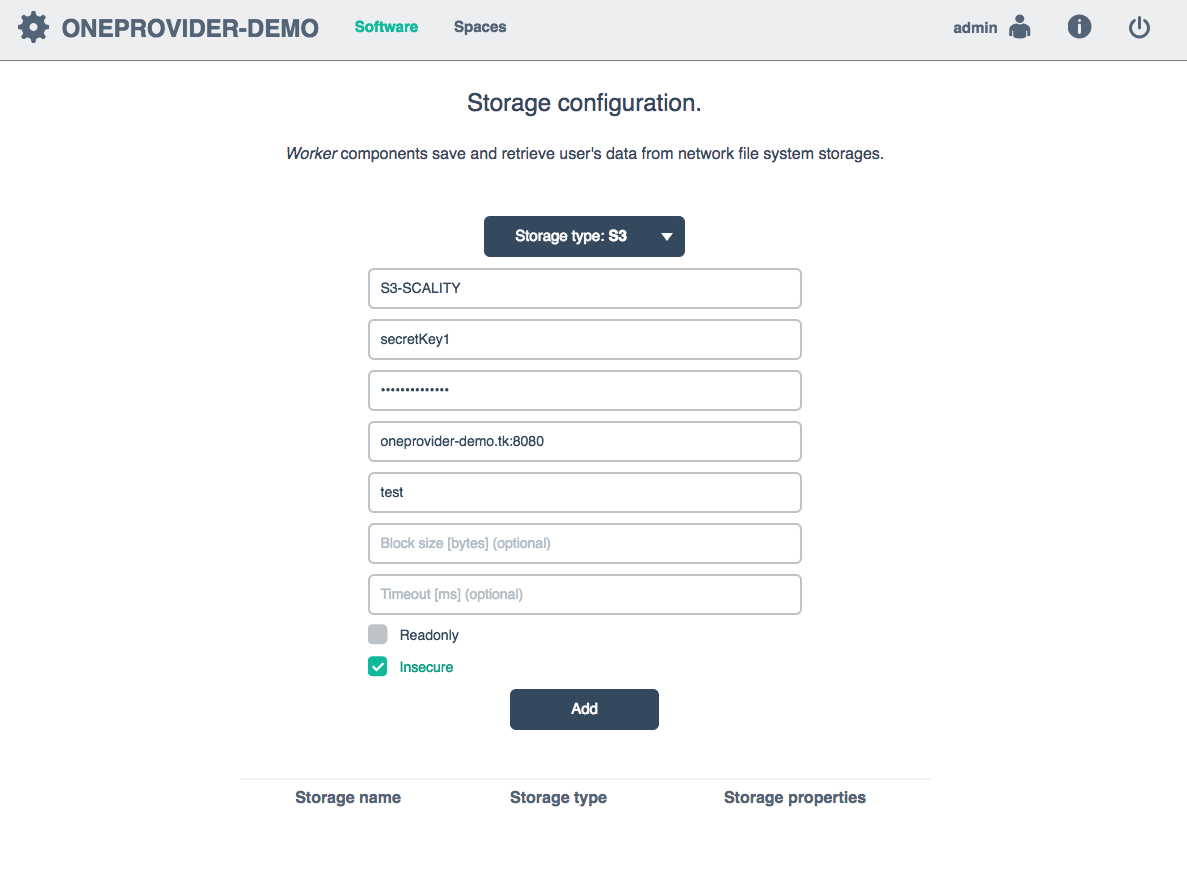 ONEPROVIDER-DEMO Software Spaces admin
Storage configuration.
Worker components save and retrieve user's data from network file system storages.
Storage type: S3
S3-SCALITY
secretKey1
••••••••••••••
oneprovider-demo.tk:8080
test
Block size [bytes] (optional)
Timeout [ms] (optional)
Readonly
Insecure
Add
Storage name Storage type Storage properties